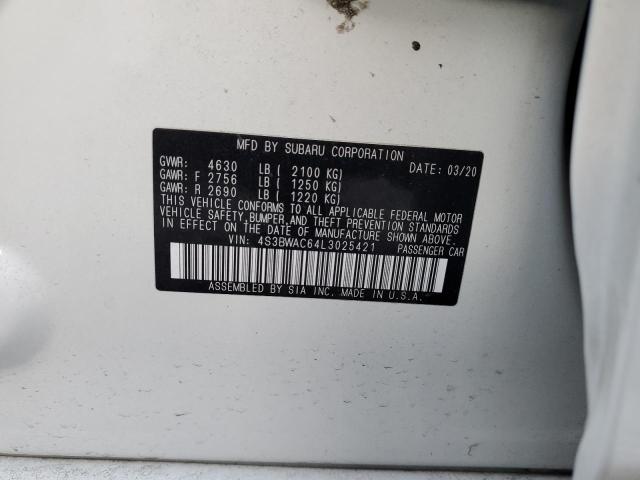 MFD BY SUBARU CORPORATION
GVWR: 4630 LB ( 2100 KG) DATE: 03/20
GAWR: F 2756 LB ( 1250 KG)
GAWR: R 2690 LB ( 1220 KG)
THIS VEHICLE CONFORMS TO ALL APPLICABLE FEDERAL MOTOR
VEHICLE SAFETY, BUMPER, AND THEFT PREVENTION STANDARDS
IN EFFECT ON THE DATE OF MANUFACTURE SHOWN ABOVE.
VIN: 4S3BWAC64L3025421 PASSENGER CAR
ASSEMBLED BY SIA INC. MADE IN U.S.A.